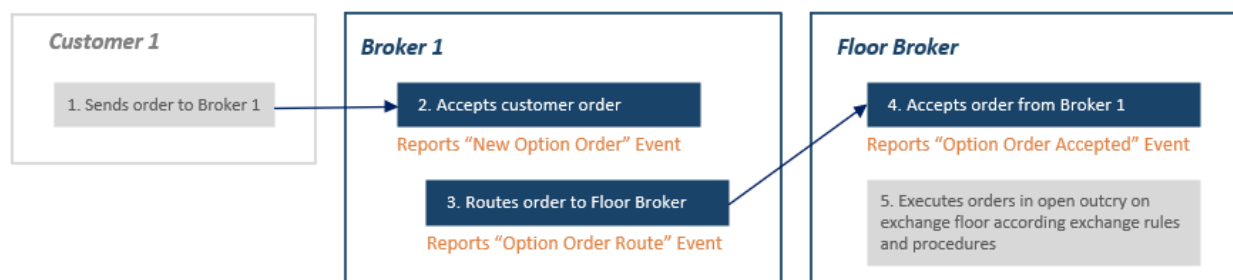 Customer 1
1. Sends order to Broker 1
Broker 1
2. Accepts customer order
Reports “New Option Order” Event
3. Routes order to Floor Broker
Reports “Option Order Route” Event
Floor Broker
4. Accepts order from Broker 1
Reports “Option Order Accepted” Event
5. Executes orders in open outcry on
exchange floor according exchange rules
and procedures